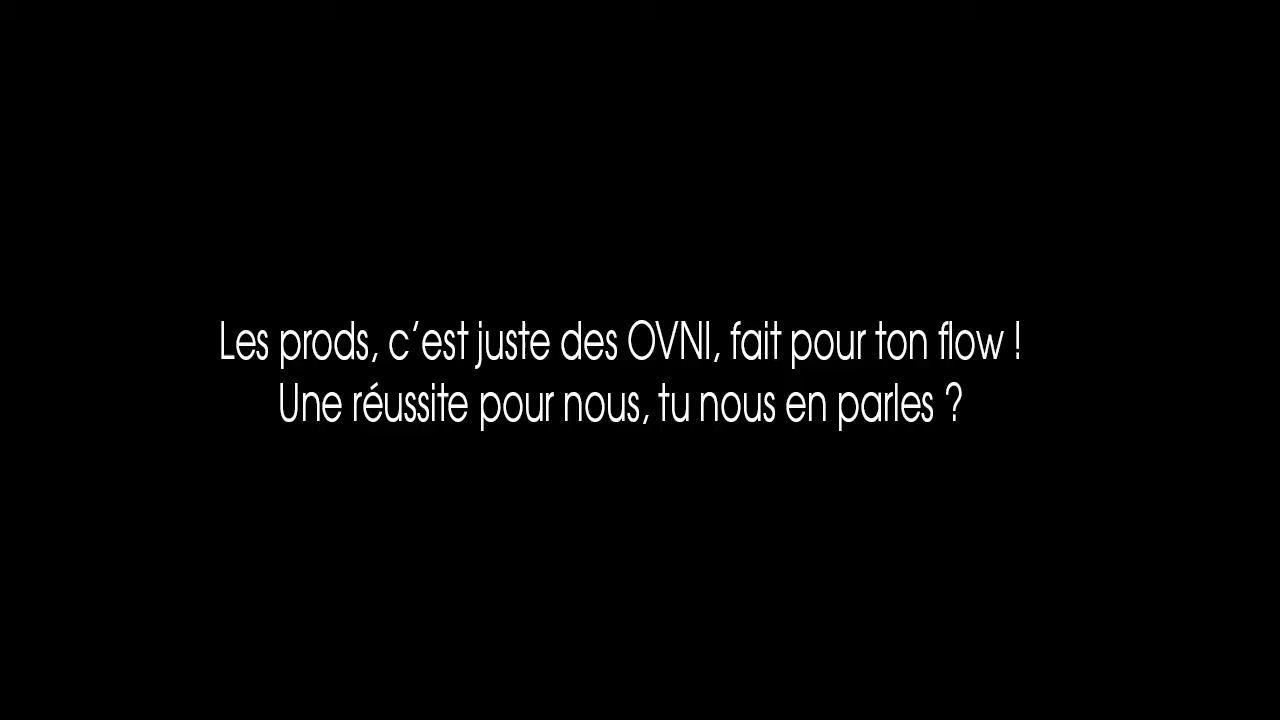 Les prods, c'est juste des OVNI, fait pour ton flow !
Une réussite pour nous, tu nous en parles ?